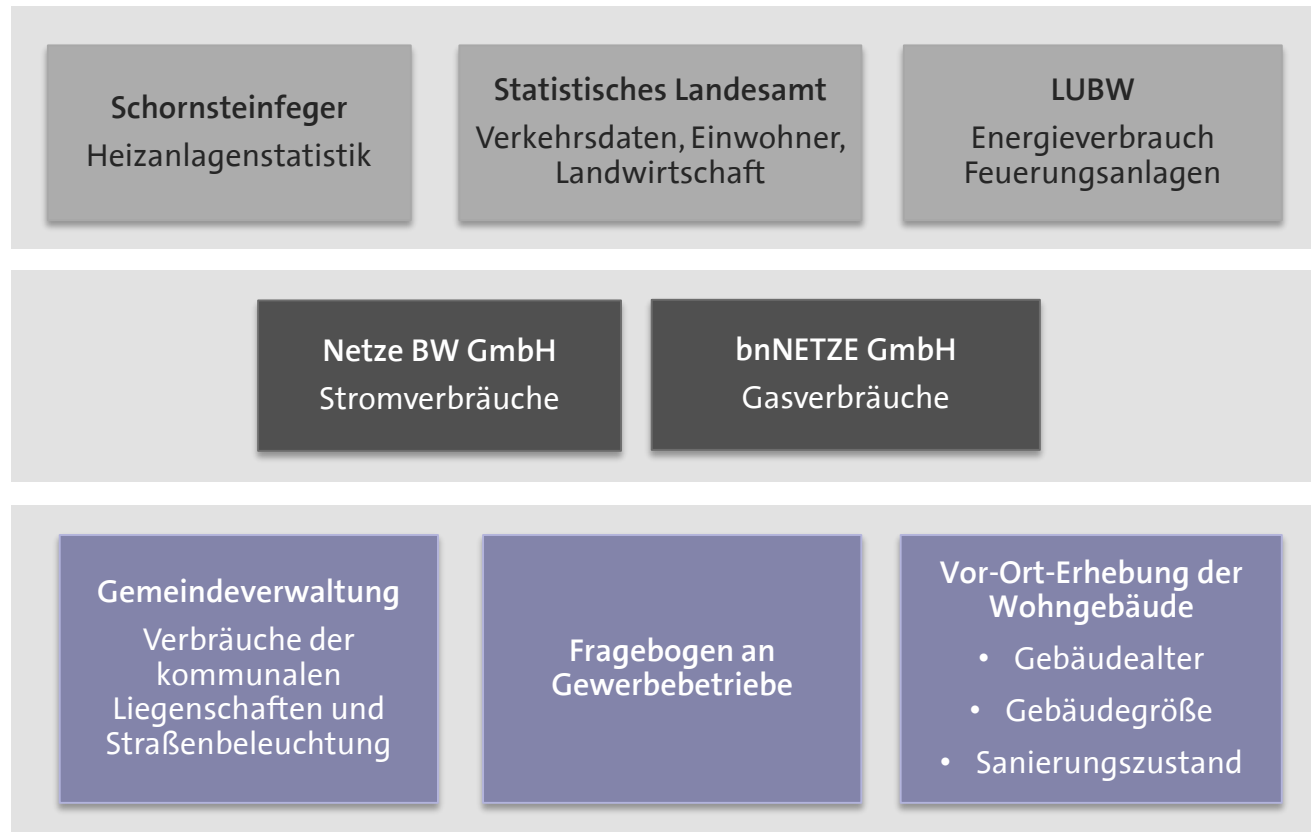 Schornsteinfeger
Heizanlagenstatistik
Statistisches Landesamt
Verkehrsdaten, Einwohner,
Landwirtschaft
LUBW
Energieverbrauch
Feuerungsanlagen
Netze BW GmbH
Stromverbräuche
bnNETZE GmbH
Gasverbräuche
Gemeindeverwaltung
Verbräuche der
kommunalen
Liegenschaften und
Straßenbeleuchtung
Fragebogen an
Gewerbebetriebe
Vor-Ort-Erhebung der
Wohngebäude
• Gebäudealter
• Gebäudegröße
• Sanierungszustand